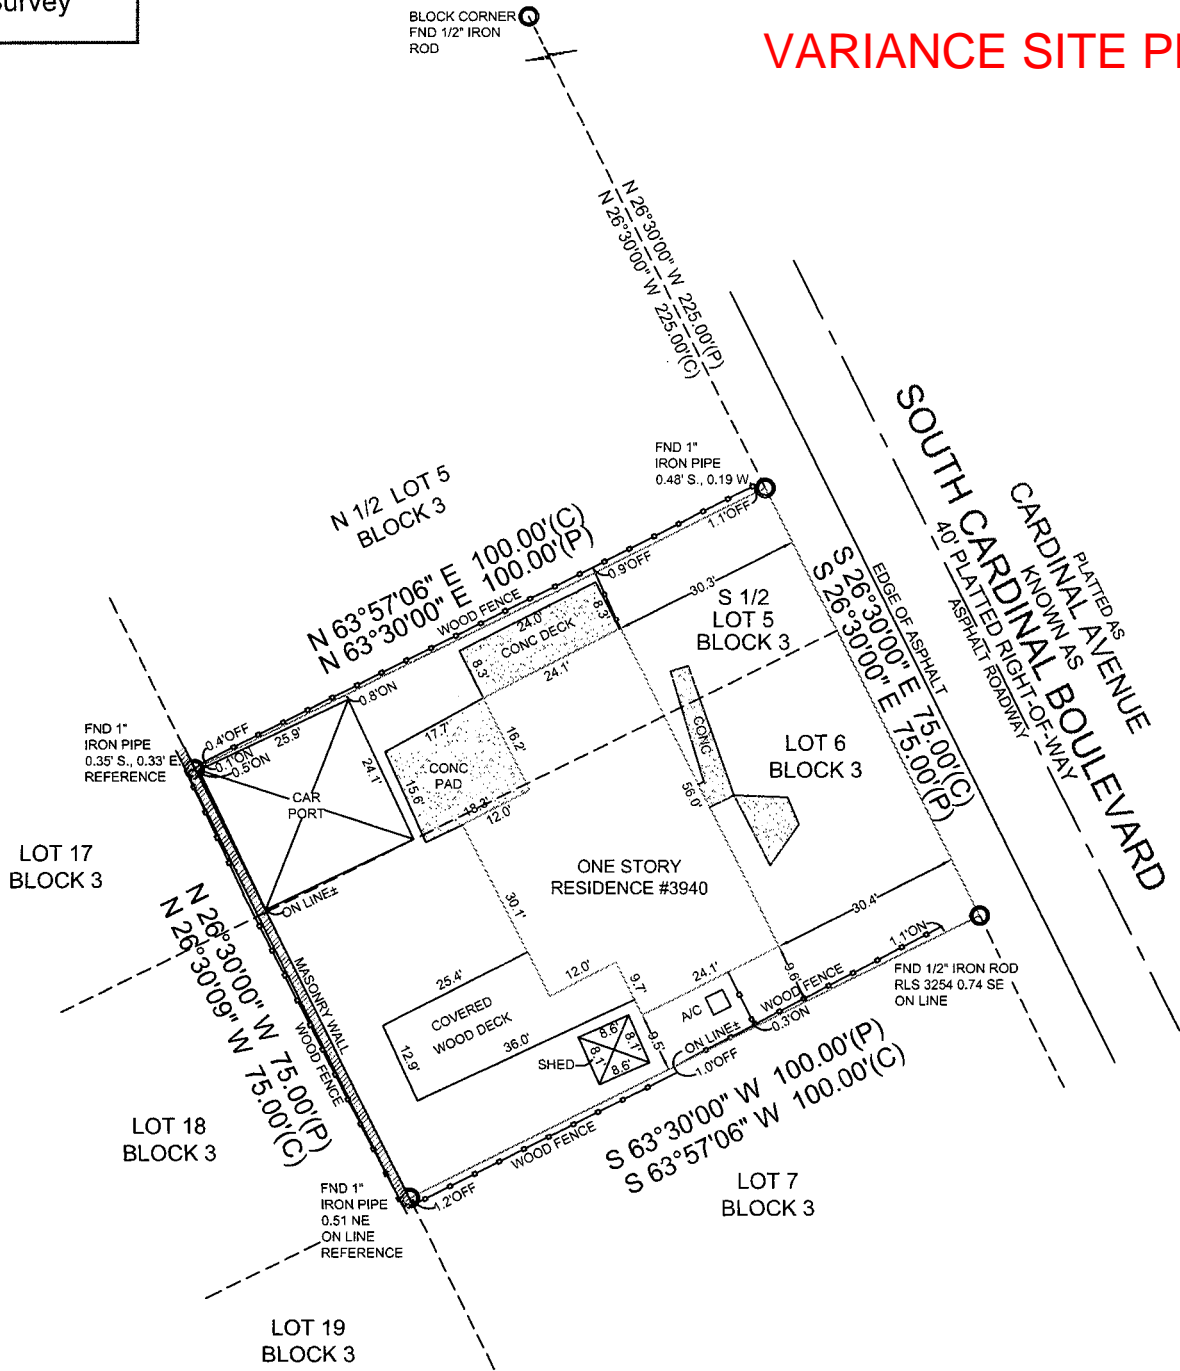 Survey
BLOCK CORNER
FND 1/2" IRON
ROD
VARIANCE SITE PL
N 26°30'00" W 225.00'(P)
N 26°30'00" W 225.00'(C)
FND 1"
IRON PIPE
0.48' S., 0.19 W
1.1'OFF
N 1/2 LOT 5
BLOCK 3
N 63°57'06" E 100.00'(C)
N 63°30'00" E 100.00'(P)
WOOD FENCE
0.9'OFF
30.3'
S 1/2
LOT 5
BLOCK 3
24.0'
CONC DECK
8.3'
8.3'
24.1'
0.8'ON
EDGE OF ASPHALT
S 26°30'00" E 75.00'(C)
S 26°30'00" E 75.00'(P)
PLATTED AS
CARDINAL AVENUE
KNOWN AS
SOUTH CARDINAL BOULEVARD
40' PLATTED RIGHT-OF-WAY
ASPHALT ROADWAY
FND 1"
IRON PIPE
0.35' S., 0.33' E.
REFERENCE
0.4'OFF
0.1'ON
0.5'ON
25.9'
24.1'
CAR
PORT
17.7'
16.2'
CONC
PAD
15.6'
18.3'
12.0'
CONC
LOT 6
BLOCK 3
56.0'
LOT 17
BLOCK 3
ONE STORY
RESIDENCE #3940
ON LINE±
30.1'
30.4'
N 26°30'00" W 75.00'(P)
N 26°30'09" W 75.00'(C)
MASONRY WALL
WOOD FENCE
25.4'
COVERED
WOOD DECK
12.9'
36.0'
12.0'
9.7'
24.1'
9.6'
A/C
WOOD FENCE
1.1'ON
FND 1/2" IRON ROD
RLS 3254 0.74 SE
ON LINE
0.3'ON
ON LINE±
9.5'
1.0'OFF
SHED
8.6'
8.1'
8.1'
8.6'
S 63°30'00" W 100.00'(P)
S 63°57'06" W 100.00'(C)
WOOD FENCE
LOT 18
BLOCK 3
LOT 7
BLOCK 3
FND 1"
IRON PIPE
0.51 NE
ON LINE
REFERENCE
1.2'OFF
LOT 19
BLOCK 3